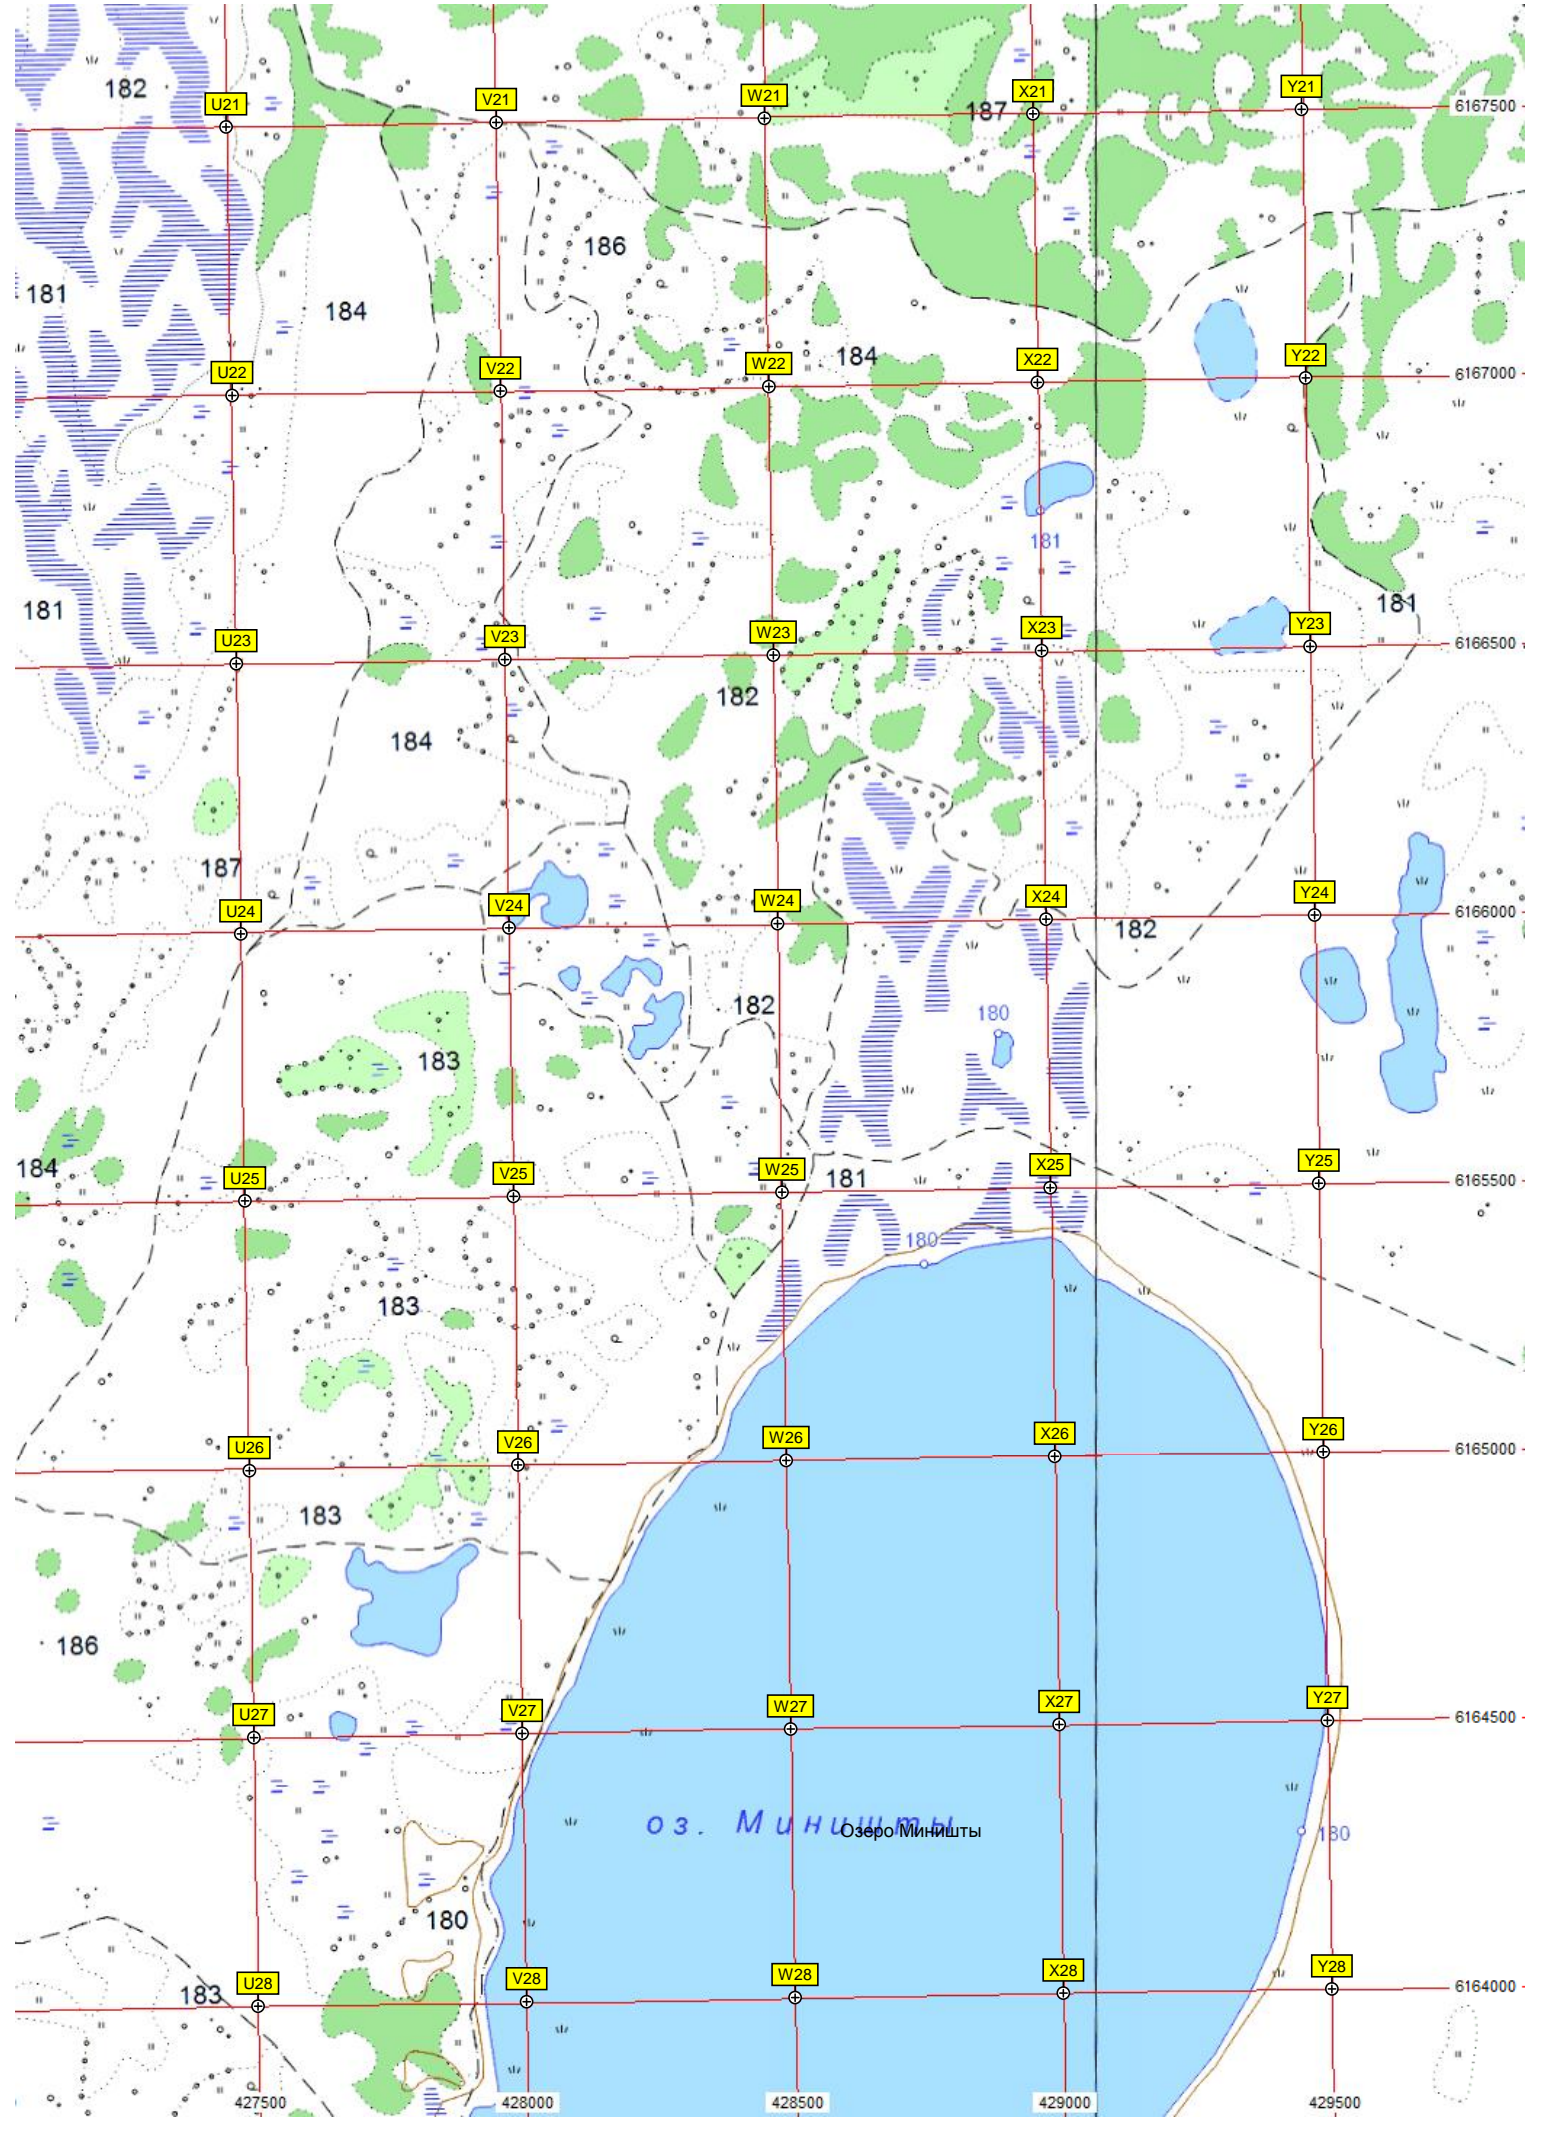 182
U21
V21
W21
187
X21
Y21
6167500
186
181
184
U22
V22
W22
184
X22
Y22
6167000
181
181
181
U23
V23
W23
X23
Y23
6166500
182
184
187
U24
V24
W24
X24
Y24
6166000
182
182
180
183
184
U25
V25
W25
181
X25
Y25
6165500
180
183
U26
V26
W26
X26
Y26
6165000
183
186
U27
V27
W27
X27
Y27
6164500
оз. Миништы
Озеро Миништы
180
180
183
U28
V28
W28
X28
Y28
6164000
427500
428000
428500
429000
429500